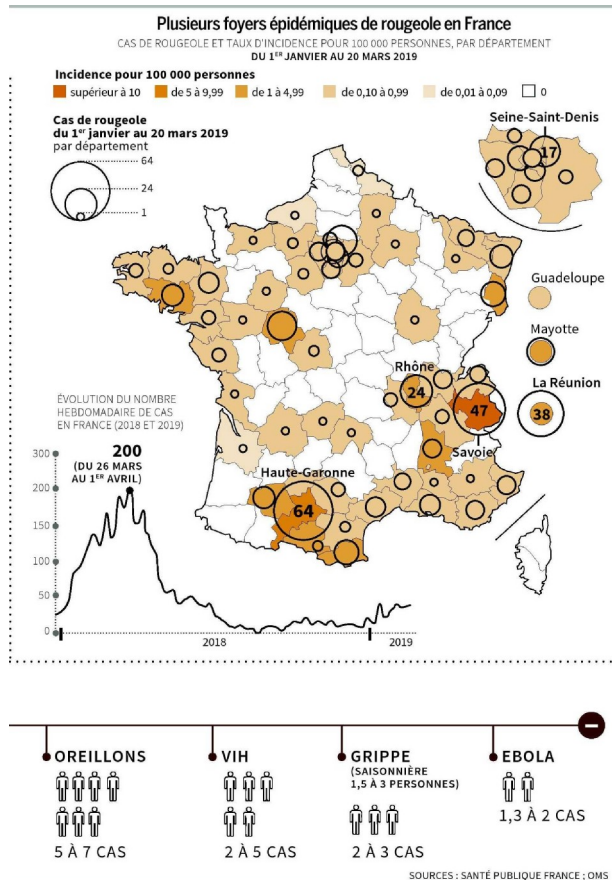 Plusieurs foyers épidémiques de rougeole en France
CAS DE ROUGEOLE ET TAUX D'INCIDENCE POUR 100 000 PERSONNES, PAR DÉPARTEMENT
DU 1ER JANVIER AU 20 MARS 2019
Incidence pour 100 000 personnes
supérieur à 10
de 5 à 9,99
de 1 à 4,99
de 0,10 à 0,99
de 0,01 à 0,09
0
Cas de rougeole
du 1er janvier au 20 mars 2019
par département
64
24
1
Seine-Saint-Denis
17
Guadeloupe
Mayotte
La Réunion
38
Rhône
24
47
Savoie
Haute-Garonne
64
ÉVOLUTION DU NOMBRE
HEBDOMADAIRE DE CAS
EN FRANCE (2018 ET 2019)
200
(DU 26 MARS
AU 1ER AVRIL)
300
200
150
100
50
0
2018
2019
OREILLONS
5 À 7 CAS
VIH
2 À 5 CAS
GRIPPE
(SAISONNIÈRE
1,5 À 3 PERSONNES)
2 À 3 CAS
EBOLA
1,3 À 2 CAS
SOURCES : SANTÉ PUBLIQUE FRANCE ; OMS